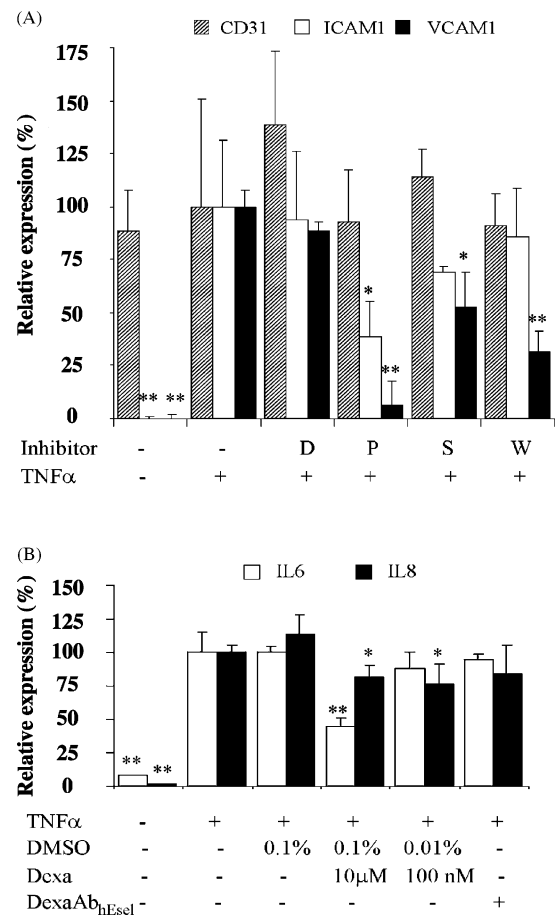 (A)
CD31 ICAM1 VCAM1
Relative expression (%)
175
150
125
100
75
50
25
0
** **
*
**
*
**
Inhibitor - - D P S W
TNFα - + + + + +
(B)
IL6 IL8
Relative expression (%)
150
125
100
75
50
25
0
** **
**
*
*
TNFα - + + + + +
DMSO - - 0.1% 0.1% 0.01% -
Dexa - - - 10μM 100 nM -
DexaAbhEsel - - - - - +